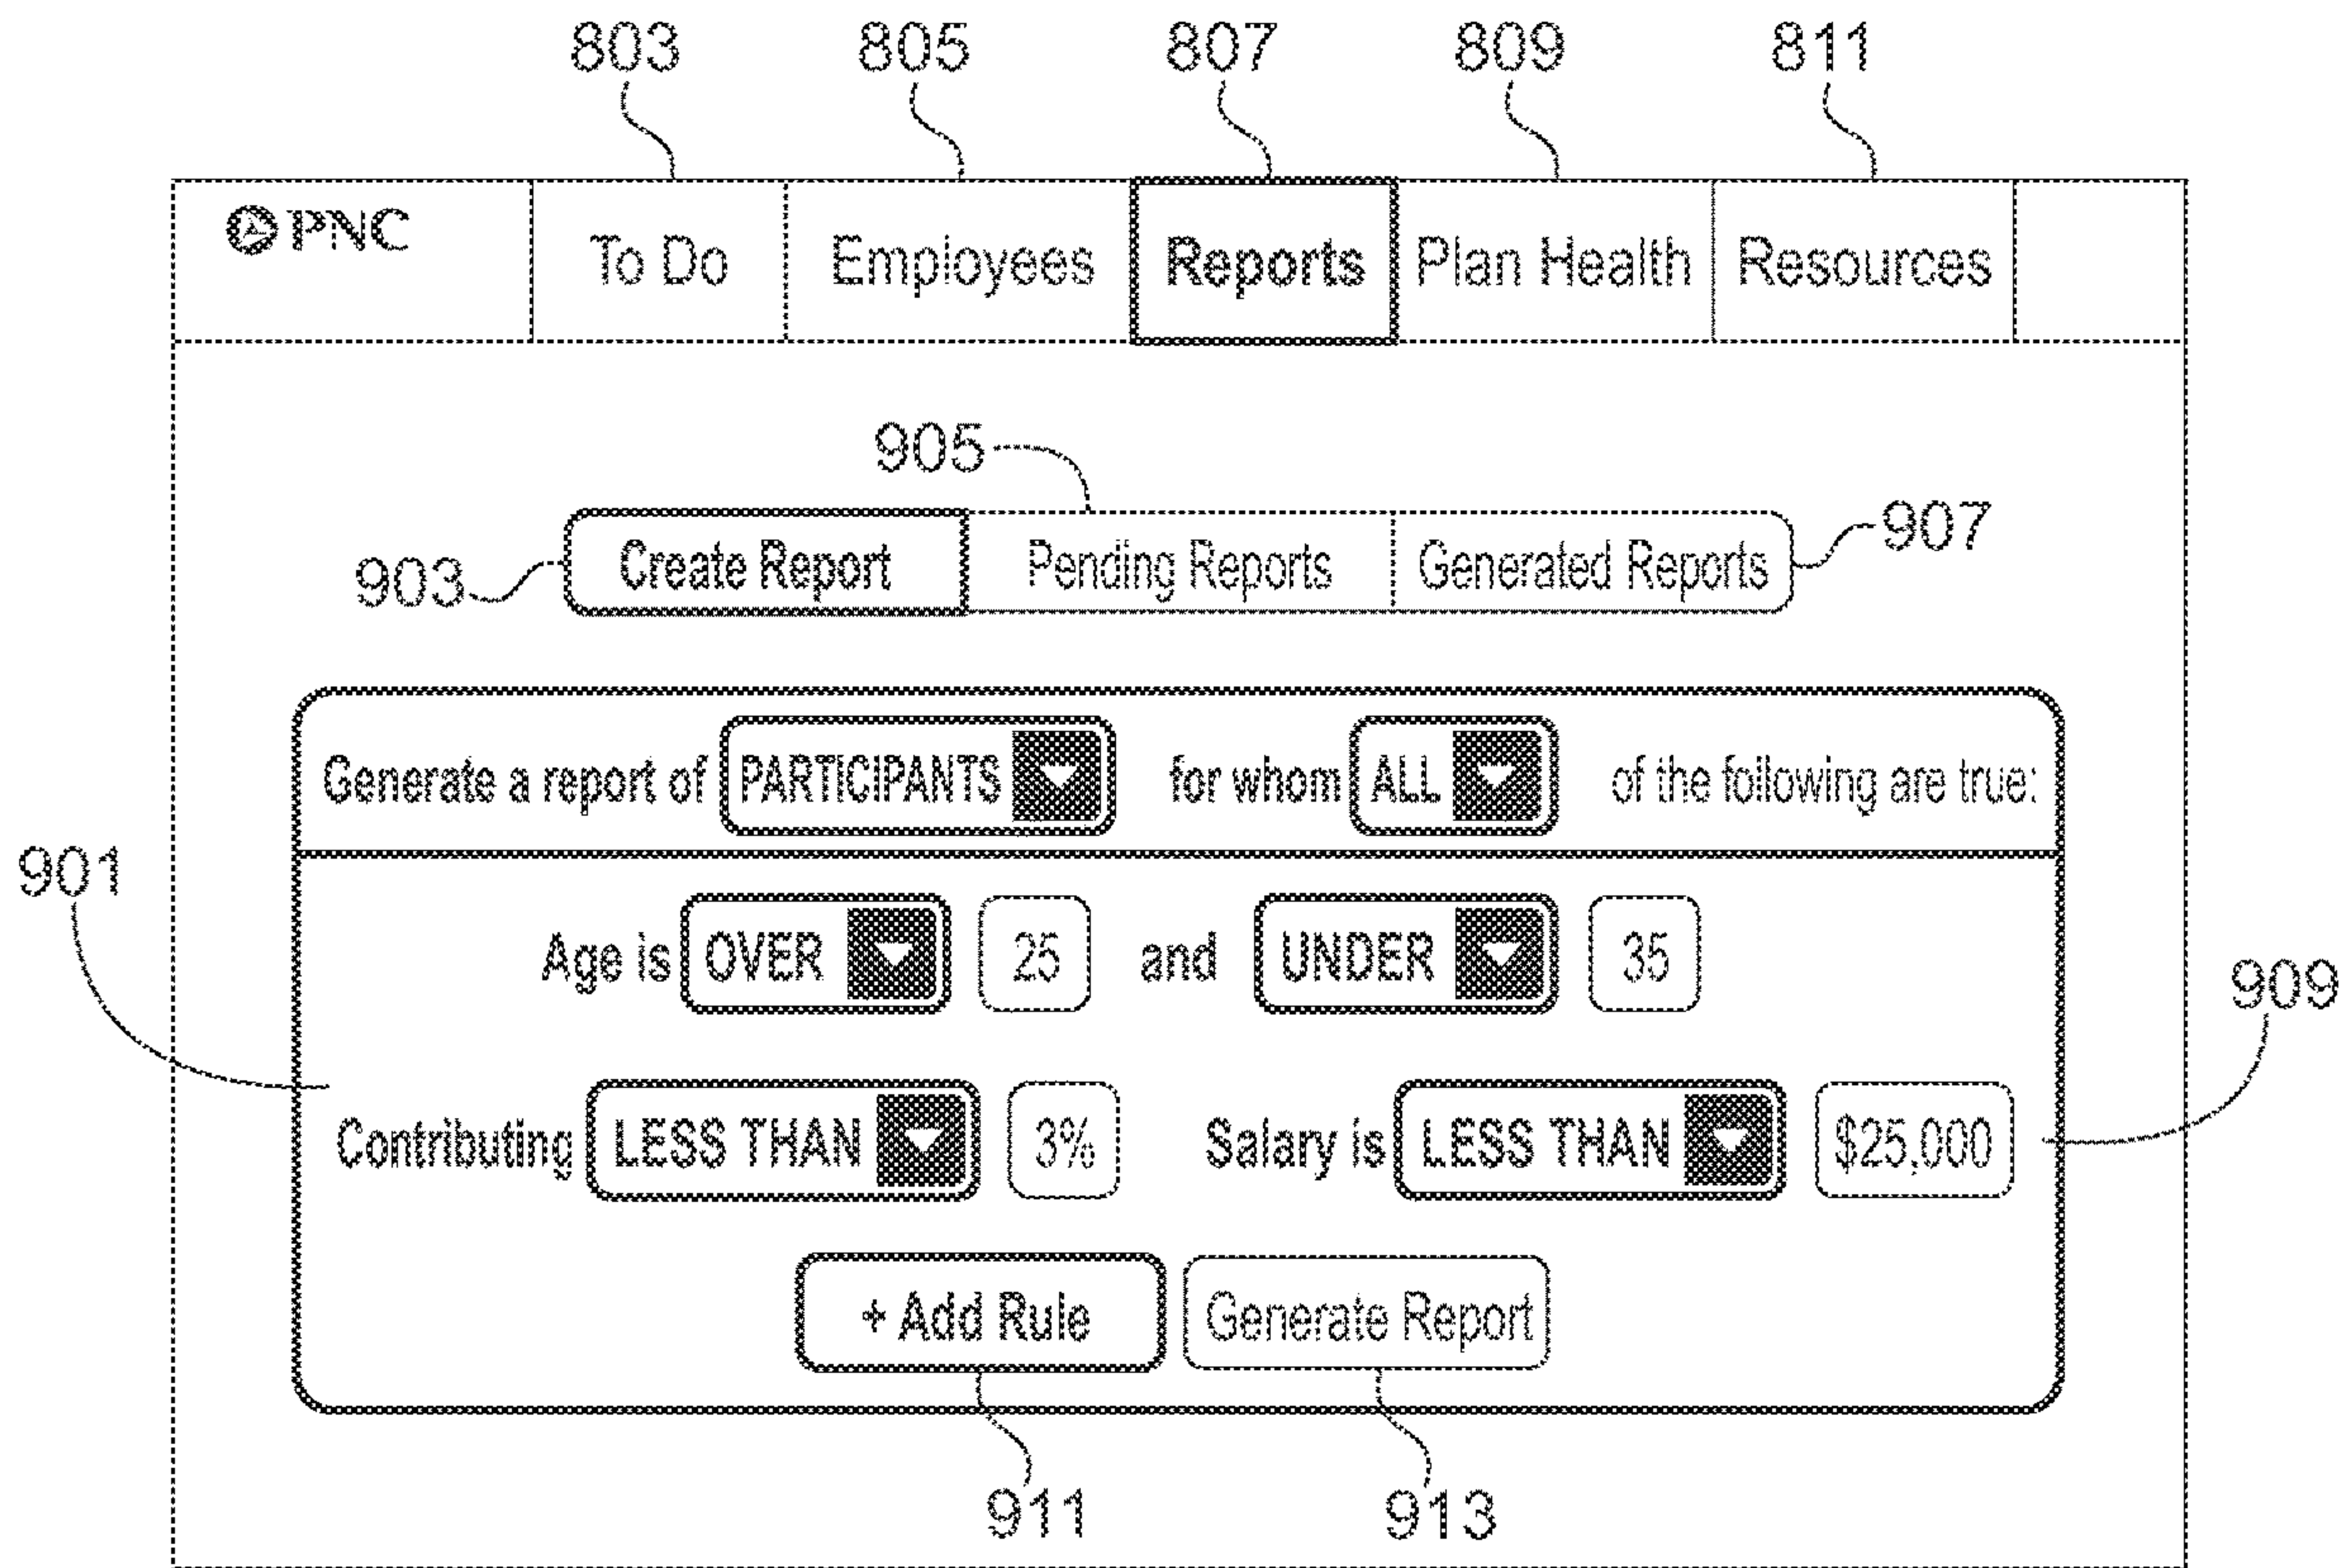 803 805 807 809 811
PNC To Do Employees Reports Plan Health Resources
905
903 Create Report Pending Reports Generated Reports 907
Generate a report of PARTICIPANTS for whom ALL of the following are true:
901
Age is OVER 25 and UNDER 35
909
Contributing LESS THAN 3% Salary is LESS THAN $25,000
+ Add Rule Generate Report
911 913